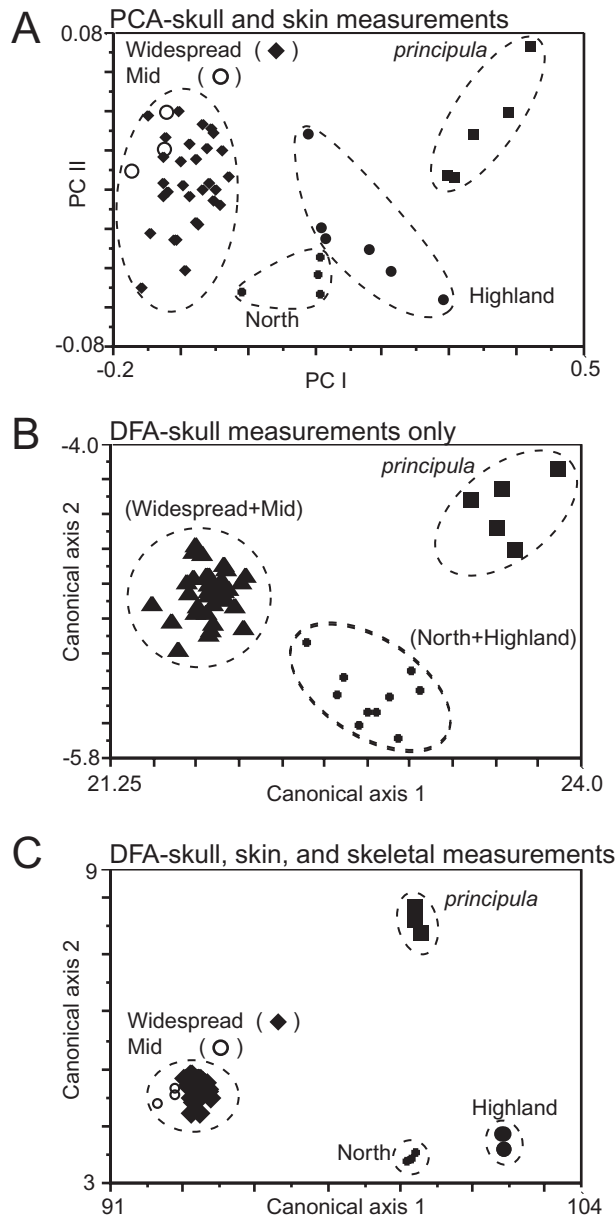 A PCA-skull and skin measurements
Widespread ( ◆ )
Mid ( ○ )
principula
North
Highland
PC II
0.08
-0.08
-0.2
PC I
0.5
B DFA-skull measurements only
-4.0
principula
(Widespread+Mid)
(North+Highland)
Canonical axis 2
-5.8
21.25
Canonical axis 1
24.0
C DFA-skull, skin, and skeletal measurements
9
principula
Widespread ( ◆ )
Mid ( ○ )
Highland
North
Canonical axis 2
3
91
Canonical axis 1
104